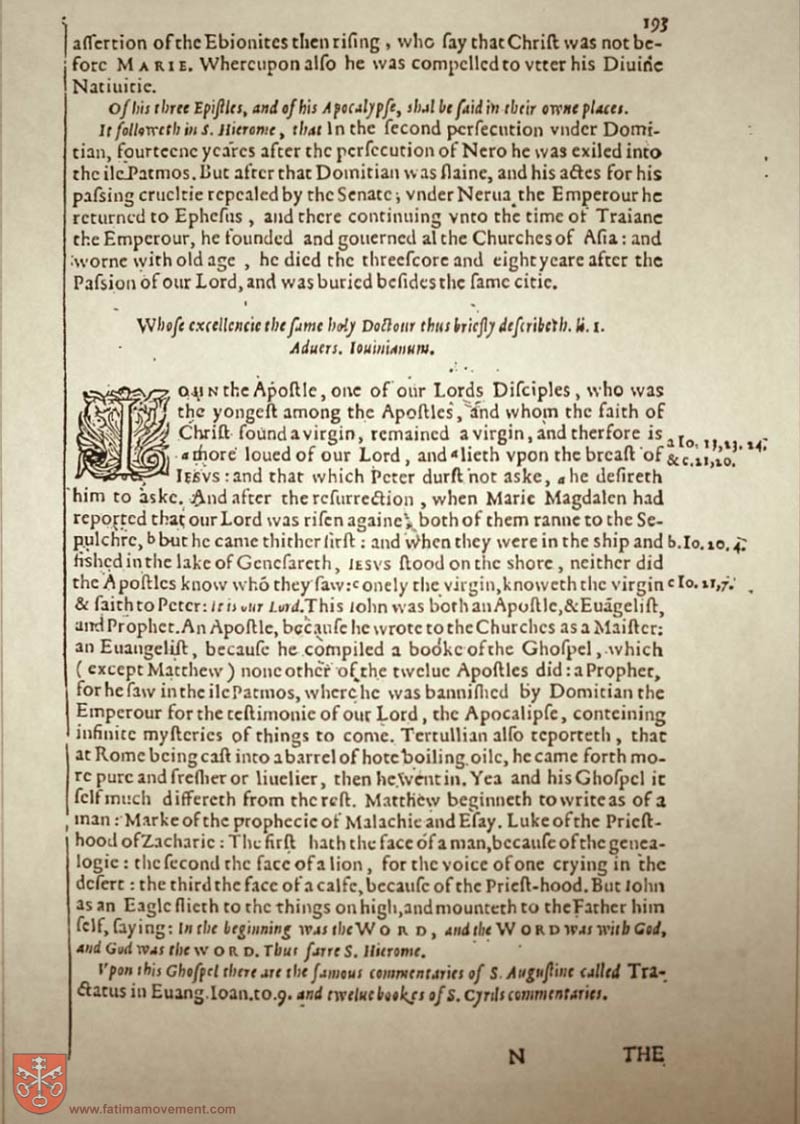 193
aſſertion of the Ebionites then riſing, who ſay that Chriſt was not be-
fore MARIE. Whereupon alſo he was compelled to vtter his Diuine
Natiuitie.
Of his three Epiſtles, and of his Apocalypſe, shal be ſaid in their owne places.
It followeth in S. Hierome, that In the ſecond perſecution vnder Domi-
tian, fourteene yeares after the perſecution of Nero he was exiled into
the ile Patmos. But after that Domitian was ſlaine, and his actes for his
paſsing crueltie repealed by the Senate; vnder Nerua the Emperour he
returned to Epheſus, and there continuing vnto the time of Traiane
the Emperour, he founded and gouerned al the Churches of Aſia: and
worne with old age, he died the threeſcore and eight yeare after the
Paſsion of our Lord, and was buried beſides the ſame citie.
Whoſe excellencie the ſame holy Doctour thus briefly deſcribeth. li. 1.
Aduers. Iouinianum.
IOHN the Apoſtle, one of our Lords Diſciples, who was
the yongeſt among the Apoſtles, and whom the faith of
Chriſt found a virgin, remained a virgin, and therfore is
a more loued of our Lord, and a lieth vpon the breaſt of
IESVS: and that which Peter durſt not aske, a he deſireth
a Io. 13, 23. 24.
&c. 21, 20.
him to aske. And after the reſurrection, when Marie Magdalen had
reported that our Lord was riſen againe, both of them ranne to the Se-
pulchre, b but he came thither firſt: and when they were in the ship and
b. Io. 20, 4.
fished in the lake of Geneſareth, IESVS ſtood on the shore, neither did
the Apoſtles know who they ſaw: c onely the virgin, knoweth the virgin
c Io. 21, 7.
& ſaith to Peter: It is our Lord. This Iohn was both an Apoſtle, & Euãgeliſt,
and Prophet. An Apoſtle, becauſe he wrote to the Churches as a Maiſter:
an Euangeliſt, becauſe he compiled a booke of the Ghoſpel, which
(except Matthew) none other of the twelue Apoſtles did: a Prophet,
for he ſaw in the ile Patmos, where he was bannished by Domitian the
Emperour for the teſtimonie of our Lord, the Apocalipſe, conteining
infinite myſteries of things to come. Tertullian alſo reporteth, that
at Rome being caſt into a barrel of hote boiling oile, he came forth mo-
re pure and fresher or liuelier, then he went in. Yea and his Ghoſpel it
ſelf much differeth from the reſt. Matthew beginneth to write as of a
man: Marke of the prophecie of Malachie and Eſay. Luke of the Prieſt-
hood of Zacharie: The firſt hath the face of a man, becauſe of the genea-
logie: the ſecond the face of a lion, for the voice of one crying in the
deſert: the third the face of a calfe, becauſe of the Prieſt-hood. But Iohn
as an Eagle flieth to the things on high, and mounteth to the Father him
ſelf, ſaying: In the beginning was the WORD, and the WORD was with God,
and God was the WORD. Thus farre S. Hierome.
Vpon this Ghoſpel there are the famous commentaries of S. Auguſtine called Tra-
ctatus in Euang. Ioan. to. 9. and twelue bookes of S. Cyrils commentaries.
N THE
www.fatimamovement.com